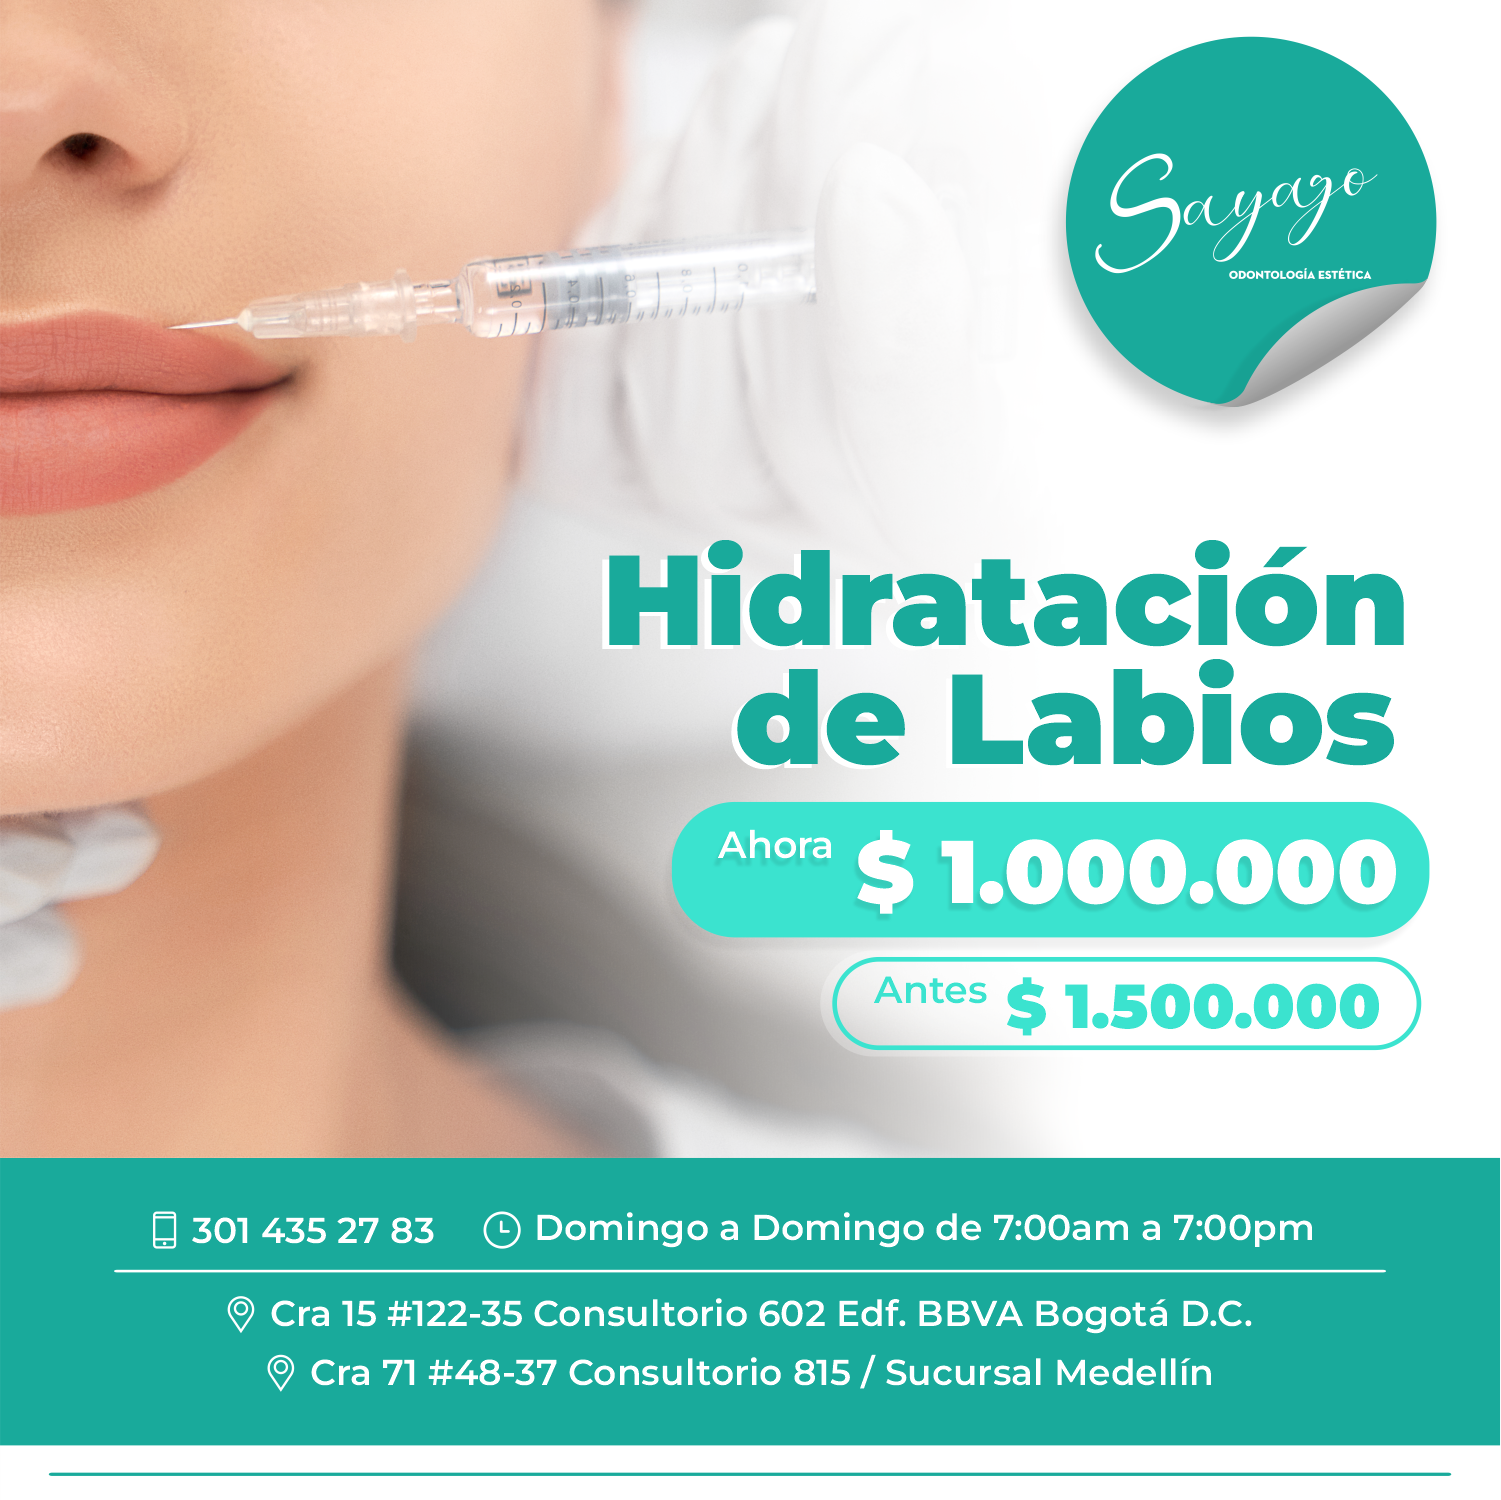 Sayago
ODONTOLOGÍA ESTÉTICA
Hidratación
de Labios
Ahora $ 1.000.000
Antes $ 1.500.000
301 435 27 83 Domingo a Domingo de 7:00am a 7:00pm
Cra 15 #122-35 Consultorio 602 Edf. BBVA Bogotá D.C.
Cra 71 #48-37 Consultorio 815 / Sucursal Medellín